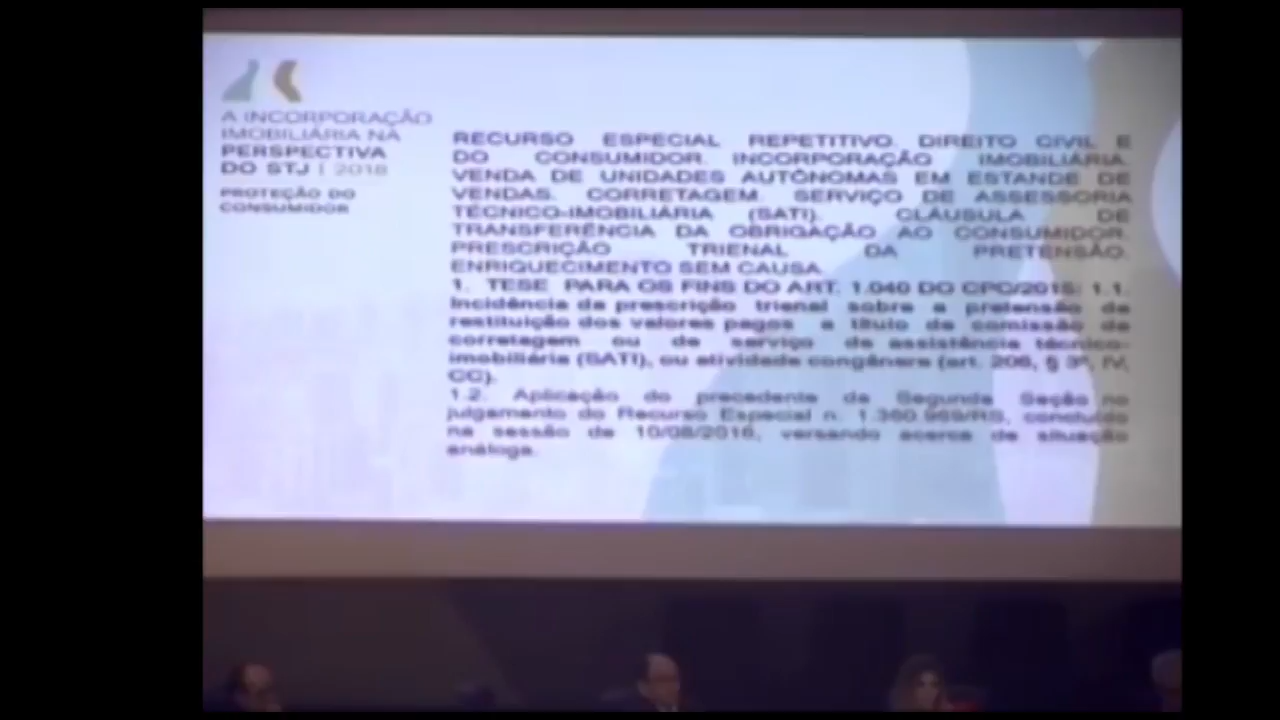 A INCORPORAÇÃO
IMOBILIÁRIA NA
PERSPECTIVA
DO STJ | 2018
PROTEÇÃO DO
CONSUMIDOR
RECURSO ESPECIAL REPETITIVO. DIREITO CIVIL E
DO CONSUMIDOR. INCORPORAÇÃO IMOBILIÁRIA.
VENDA DE UNIDADES AUTÔNOMAS EM ESTANDE DE
VENDAS. CORRETAGEM. SERVIÇO DE ASSESSORIA
TÉCNICO-IMOBILIÁRIA (SATI). CLÁUSULA DE
TRANSFERÊNCIA DA OBRIGAÇÃO AO CONSUMIDOR.
PRESCRIÇÃO TRIENAL DA PRETENSÃO.
ENRIQUECIMENTO SEM CAUSA.
1. TESE PARA OS FINS DO ART. 1.040 DO CPC/2015: 1.1.
Incidência da prescrição trienal sobre a pretensão de
restituição dos valores pagos a título de comissão de
corretagem ou de serviço de assistência técnico-
imobiliária (SATI), ou atividade congênere (art. 206, § 3º, IV,
CC).
1.2. Aplicação do precedente da Segunda Seção no
julgamento do Recurso Especial n. 1.360.969/RS, concluído
na sessão de 10/08/2016, versando acerca de situação
análoga.